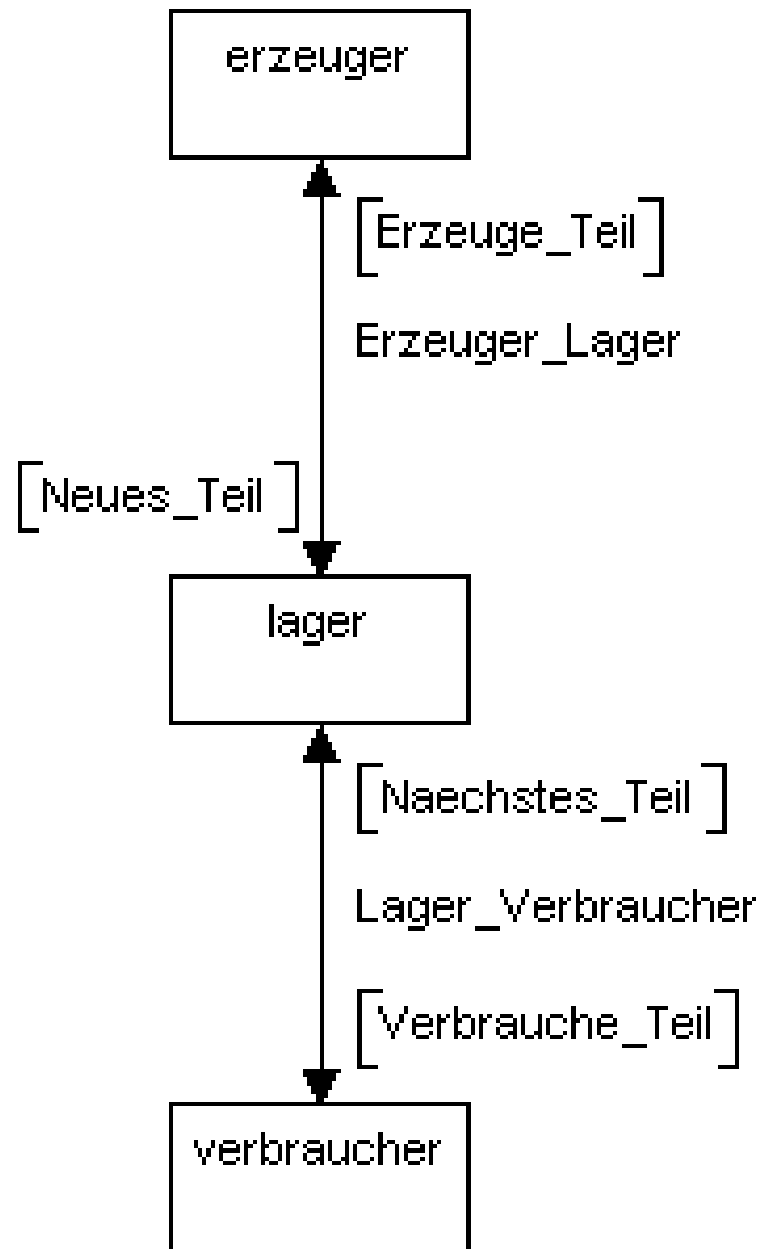 erzeuger
[Erzeuge_Teil]
Erzeuger_Lager
[Neues_Teil]
lager
[Naechstes_Teil]
Lager_Verbraucher
[Verbrauche_Teil]
verbraucher